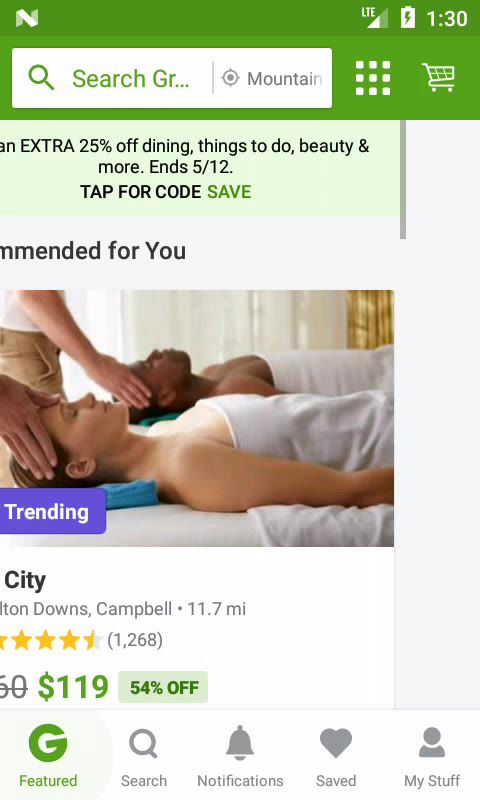 LTE 1:30
Search Gr... Mountain
an EXTRA 25% off dining, things to do, beauty &
more. Ends 5/12.
TAP FOR CODE SAVE
mmended for You
Trending
City
lton Downs, Campbell • 11.7 mi
(1,268)
60 $119 54% OFF
G
Featured Search Notifications Saved My Stuff